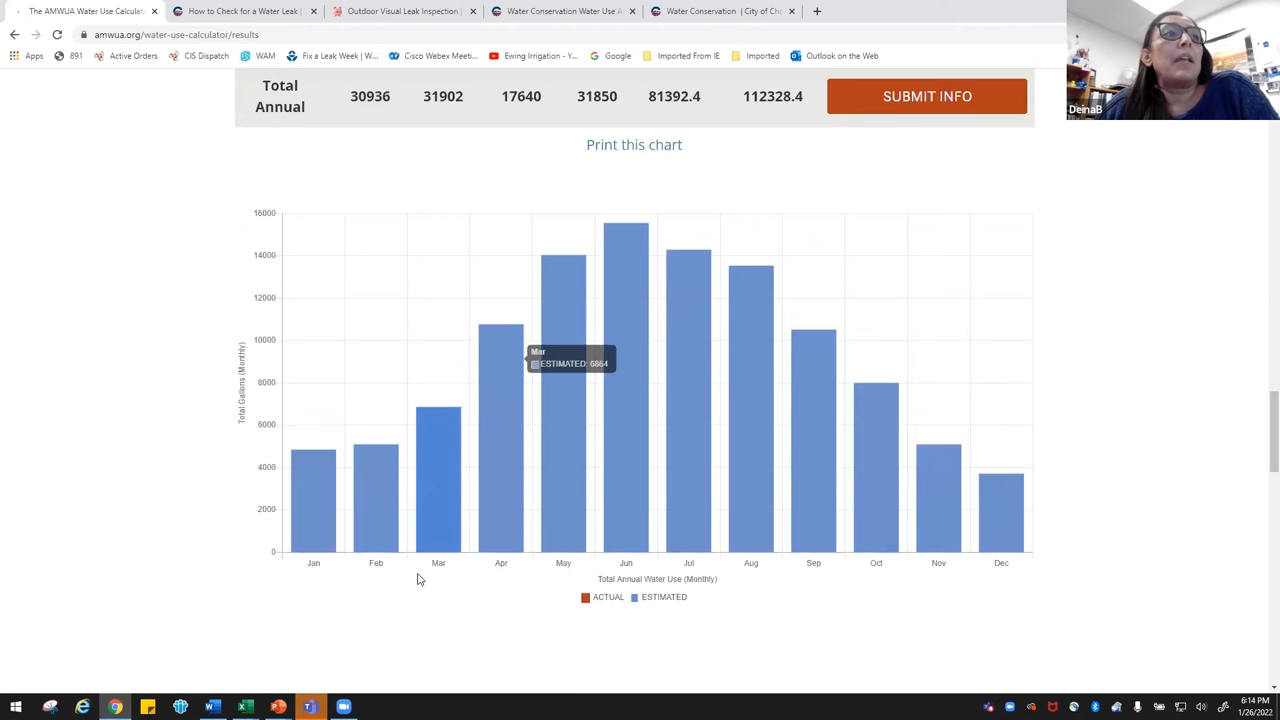 The AMWUA Water Use Calculat
How to Check for a Water Leak |
Outdoor Visual Leak Inspection |
Water Conservation Water Use A
Water Conservation | City of Che
amwua.org/water-use-calculator/results
Apps 891 Active Orders CIS Dispatch WAM Fix a Leak Week | W... Cisco Webex Meeti... Ewing Irrigation - Y... Google Imported From IE Imported Outlook on the Web
DeinaB
Total
Annual
30936 31902 17640 31850 81392.4 112328.4 SUBMIT INFO
Print this chart
16000
14000
12000
10000
8000
6000
4000
2000
0
Total Gallons (Monthly)
Mar
ESTIMATED: 6864
Jan Feb Mar Apr May Jun Jul Aug Sep Oct Nov Dec
Total Annual Water Use (Monthly)
ACTUAL ESTIMATED
6:14 PM
1/26/2022